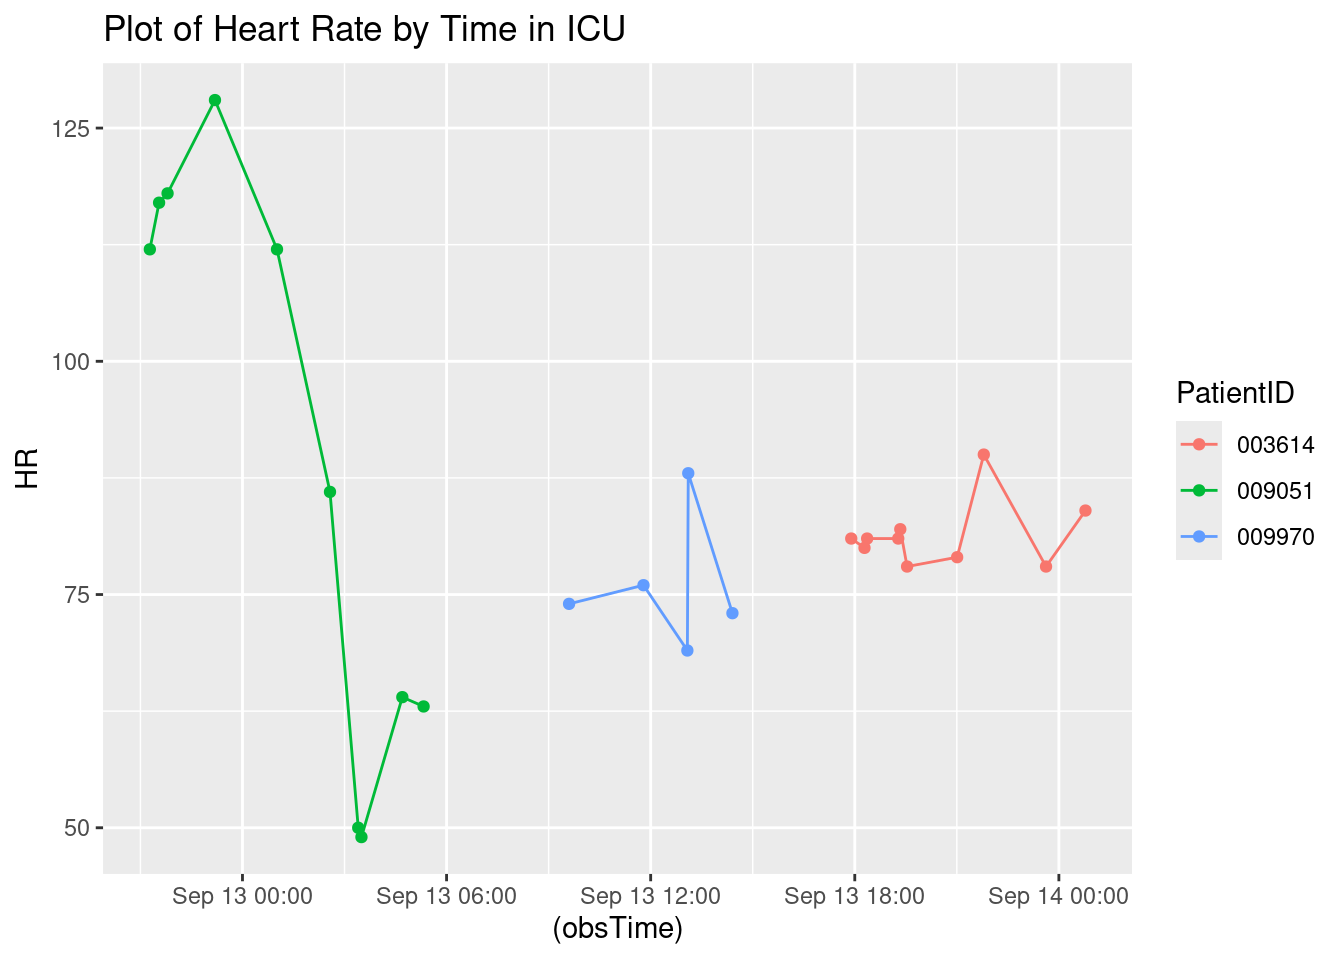 Plot of Heart Rate by Time in ICU
125
100
75
50
HR
Sep 13 00:00
Sep 13 06:00
Sep 13 12:00
Sep 13 18:00
Sep 14 00:00
(obsTime)
PatientID
003614
009051
009970